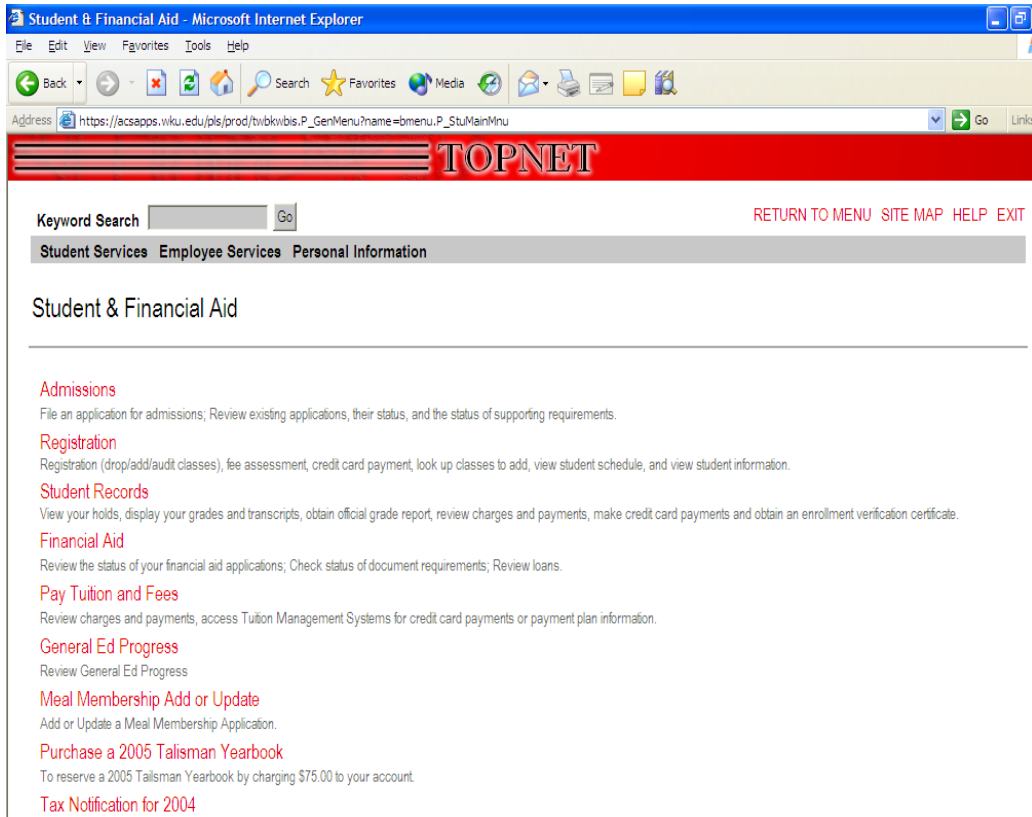 Student & Financial Aid - Microsoft Internet Explorer
File Edit View Favorites Tools Help
Back Search Favorites Media
Address https://acsapps.wku.edu/pls/prod/twbkwbis.P_GenMenu?name=bmenu.P_StuMainMnu Go Links
TOPNET
Keyword Search Go RETURN TO MENU SITE MAP HELP EXIT
Student Services Employee Services Personal Information
Student & Financial Aid
Admissions
File an application for admissions; Review existing applications, their status, and the status of supporting requirements.
Registration
Registration (drop/add/audit classes), fee assessment, credit card payment, look up classes to add, view student schedule, and view student information.
Student Records
View your holds, display your grades and transcripts, obtain official grade report, review charges and payments, make credit card payments and obtain an enrollment verification certificate.
Financial Aid
Review the status of your financial aid applications; Check status of document requirements; Review loans.
Pay Tuition and Fees
Review charges and payments, access Tuition Management Systems for credit card payments or payment plan information.
General Ed Progress
Review General Ed Progress
Meal Membership Add or Update
Add or Update a Meal Membership Application.
Purchase a 2005 Talisman Yearbook
To reserve a 2005 Tailsman Yearbook by charging $75.00 to your account.
Tax Notification for 2004